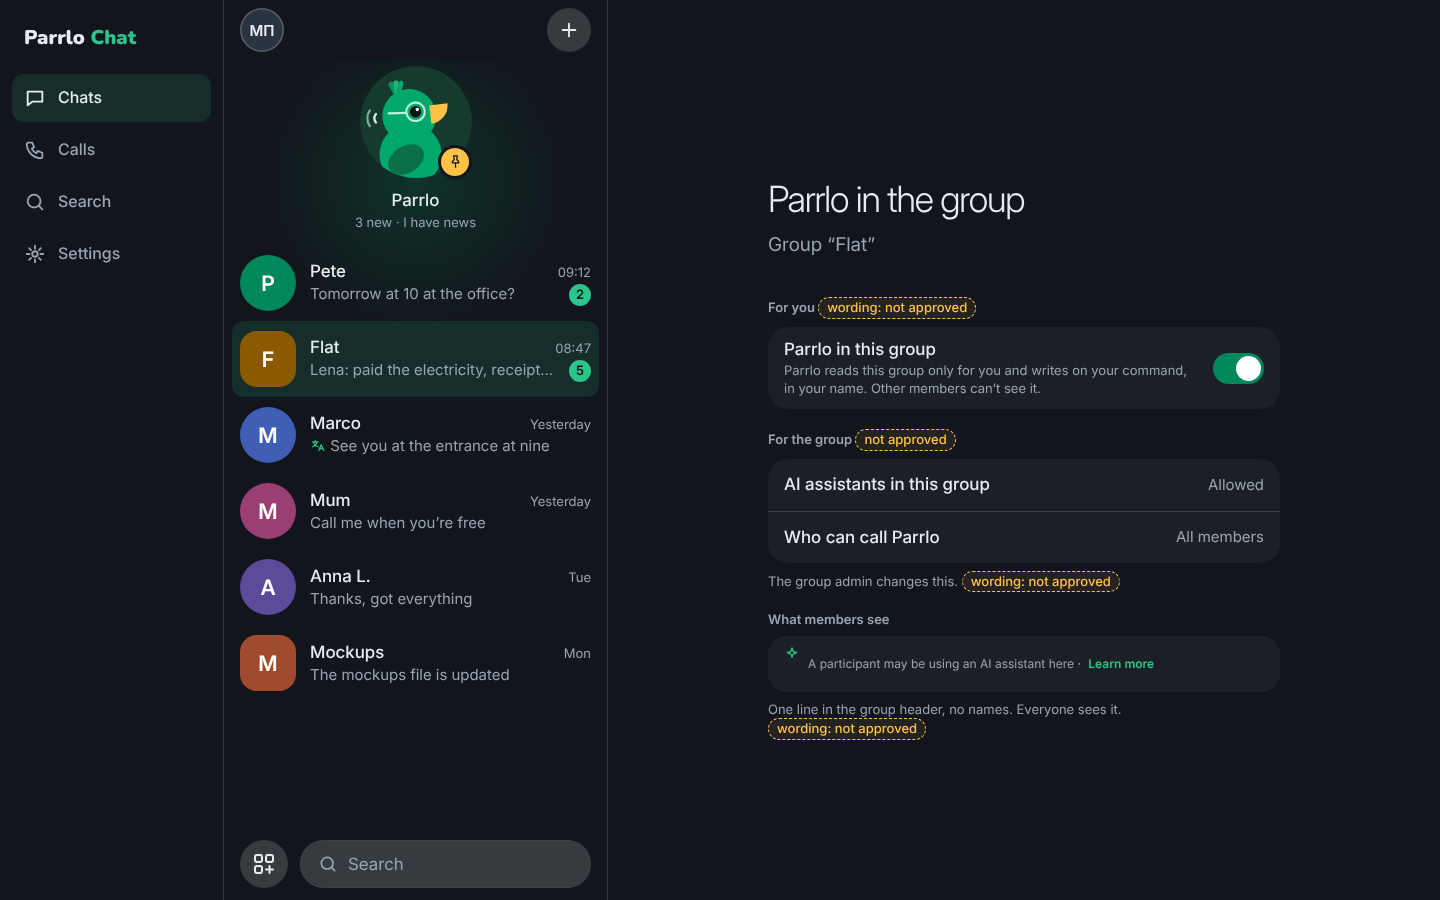 Parrlo Chat
Chats
Calls
Search
Settings
МП
Parrlo
3 new · I have news
P
Pete
09:12
Tomorrow at 10 at the office?
2
F
Flat
08:47
Lena: paid the electricity, receipt...
5
M
Marco
Yesterday
See you at the entrance at nine
M
Mum
Yesterday
Call me when you’re free
A
Anna L.
Tue
Thanks, got everything
M
Mockups
Mon
The mockups file is updated
Search
Parrlo in the group
Group “Flat”
For you wording: not approved
Parrlo in this group
Parrlo reads this group only for you and writes on your command,
in your name. Other members can’t see it.
For the group not approved
AI assistants in this group
Allowed
Who can call Parrlo
All members
The group admin changes this. wording: not approved
What members see
A participant may be using an AI assistant here · Learn more
One line in the group header, no names. Everyone sees it.
wording: not approved